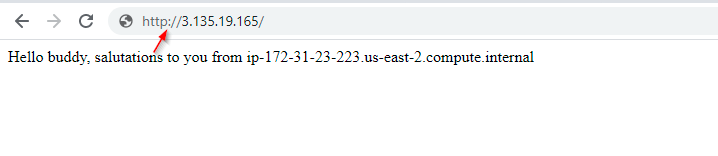 http://3.135.19.165/
Hello buddy, salutations to you from ip-172-31-23-223.us-east-2.compute.internal